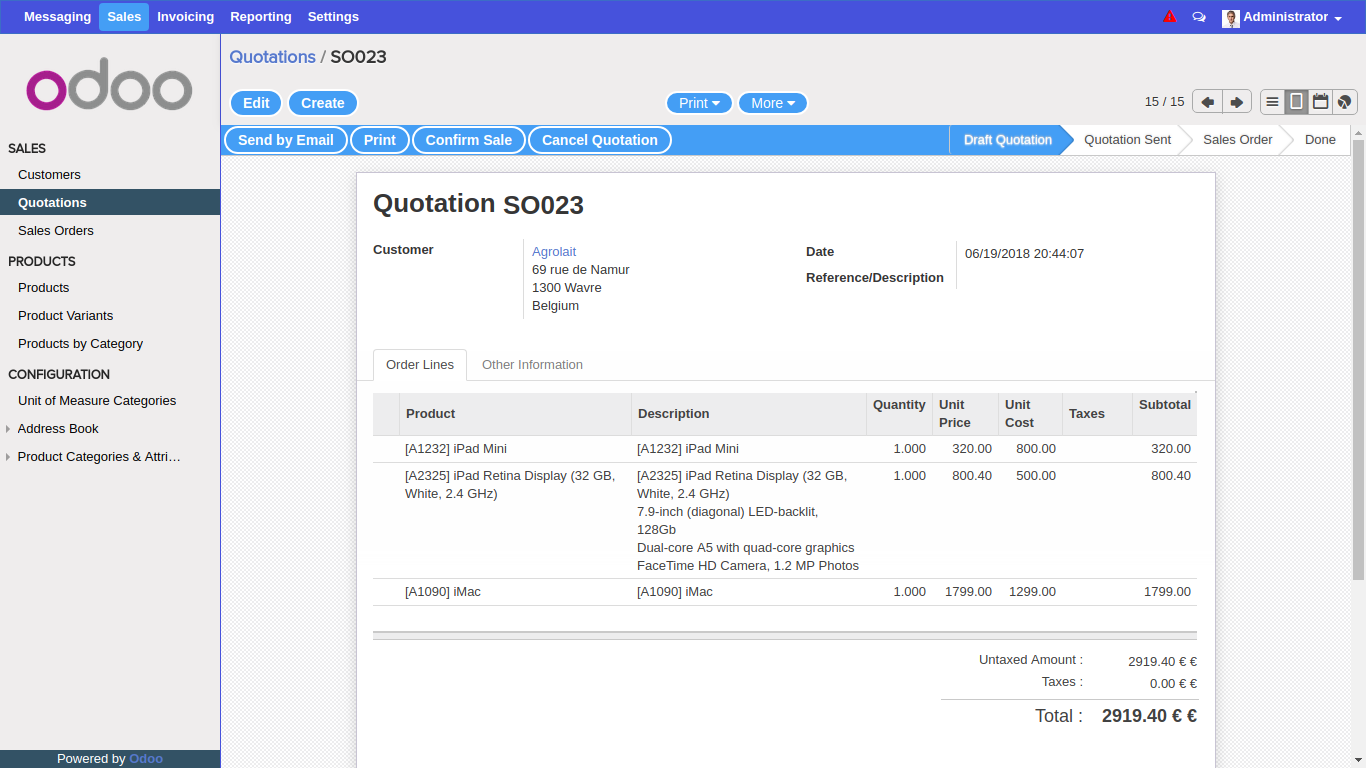 Messaging Sales Invoicing Reporting Settings Administrator
odoo
Quotations / SO023
Edit Create Print More 15 / 15
Send by Email Print Confirm Sale Cancel Quotation Draft Quotation Quotation Sent Sales Order Done
SALES
Customers
Quotations
Sales Orders
PRODUCTS
Products
Product Variants
Products by Category
CONFIGURATION
Unit of Measure Categories
Address Book
Product Categories & Attri…
Powered by Odoo
Quotation SO023
Customer
Agrolait
69 rue de Namur
1300 Wavre
Belgium
Date 06/19/2018 20:44:07
Reference/Description
Order Lines Other Information
Product Description Quantity Unit Price Unit Cost Taxes Subtotal
[A1232] iPad Mini [A1232] iPad Mini 1.000 320.00 800.00 320.00
[A2325] iPad Retina Display (32 GB, [A2325] iPad Retina Display (32 GB, 1.000 800.40 500.00 800.40
White, 2.4 GHz) White, 2.4 GHz)
7.9-inch (diagonal) LED-backlit,
128Gb
Dual-core A5 with quad-core graphics
FaceTime HD Camera, 1.2 MP Photos
[A1090] iMac [A1090] iMac 1.000 1799.00 1299.00 1799.00
Untaxed Amount : 2919.40 € €
Taxes : 0.00 € €
Total : 2919.40 € €